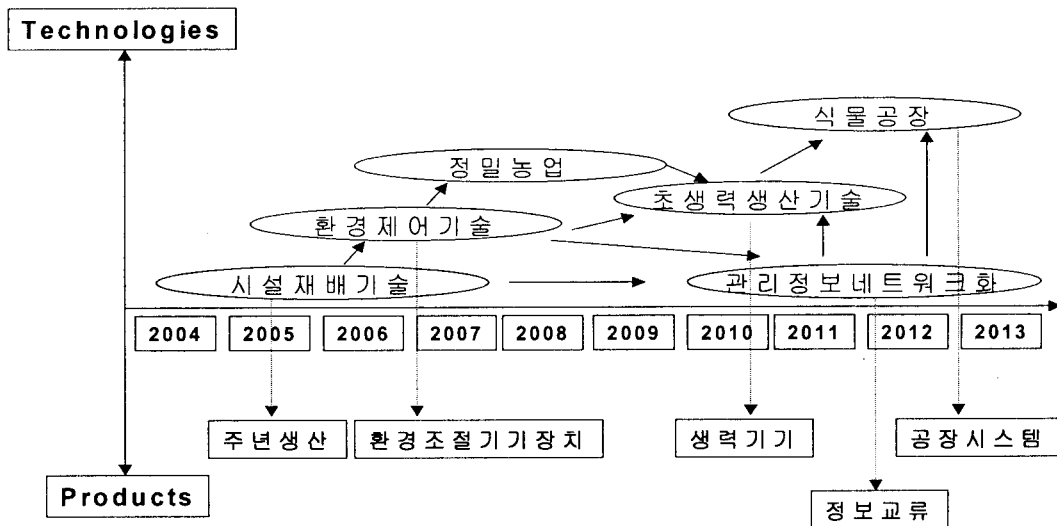 Technologies
식물공장
정밀농업
초생력생산기술
환경제어기술
시설재배기술
관리정보네트워크화
2004 2005 2006 2007 2008 2009 2010 2011 2012 2013
주년생산 환경조절기기장치 생력기기 공장시스템
Products
정보교류